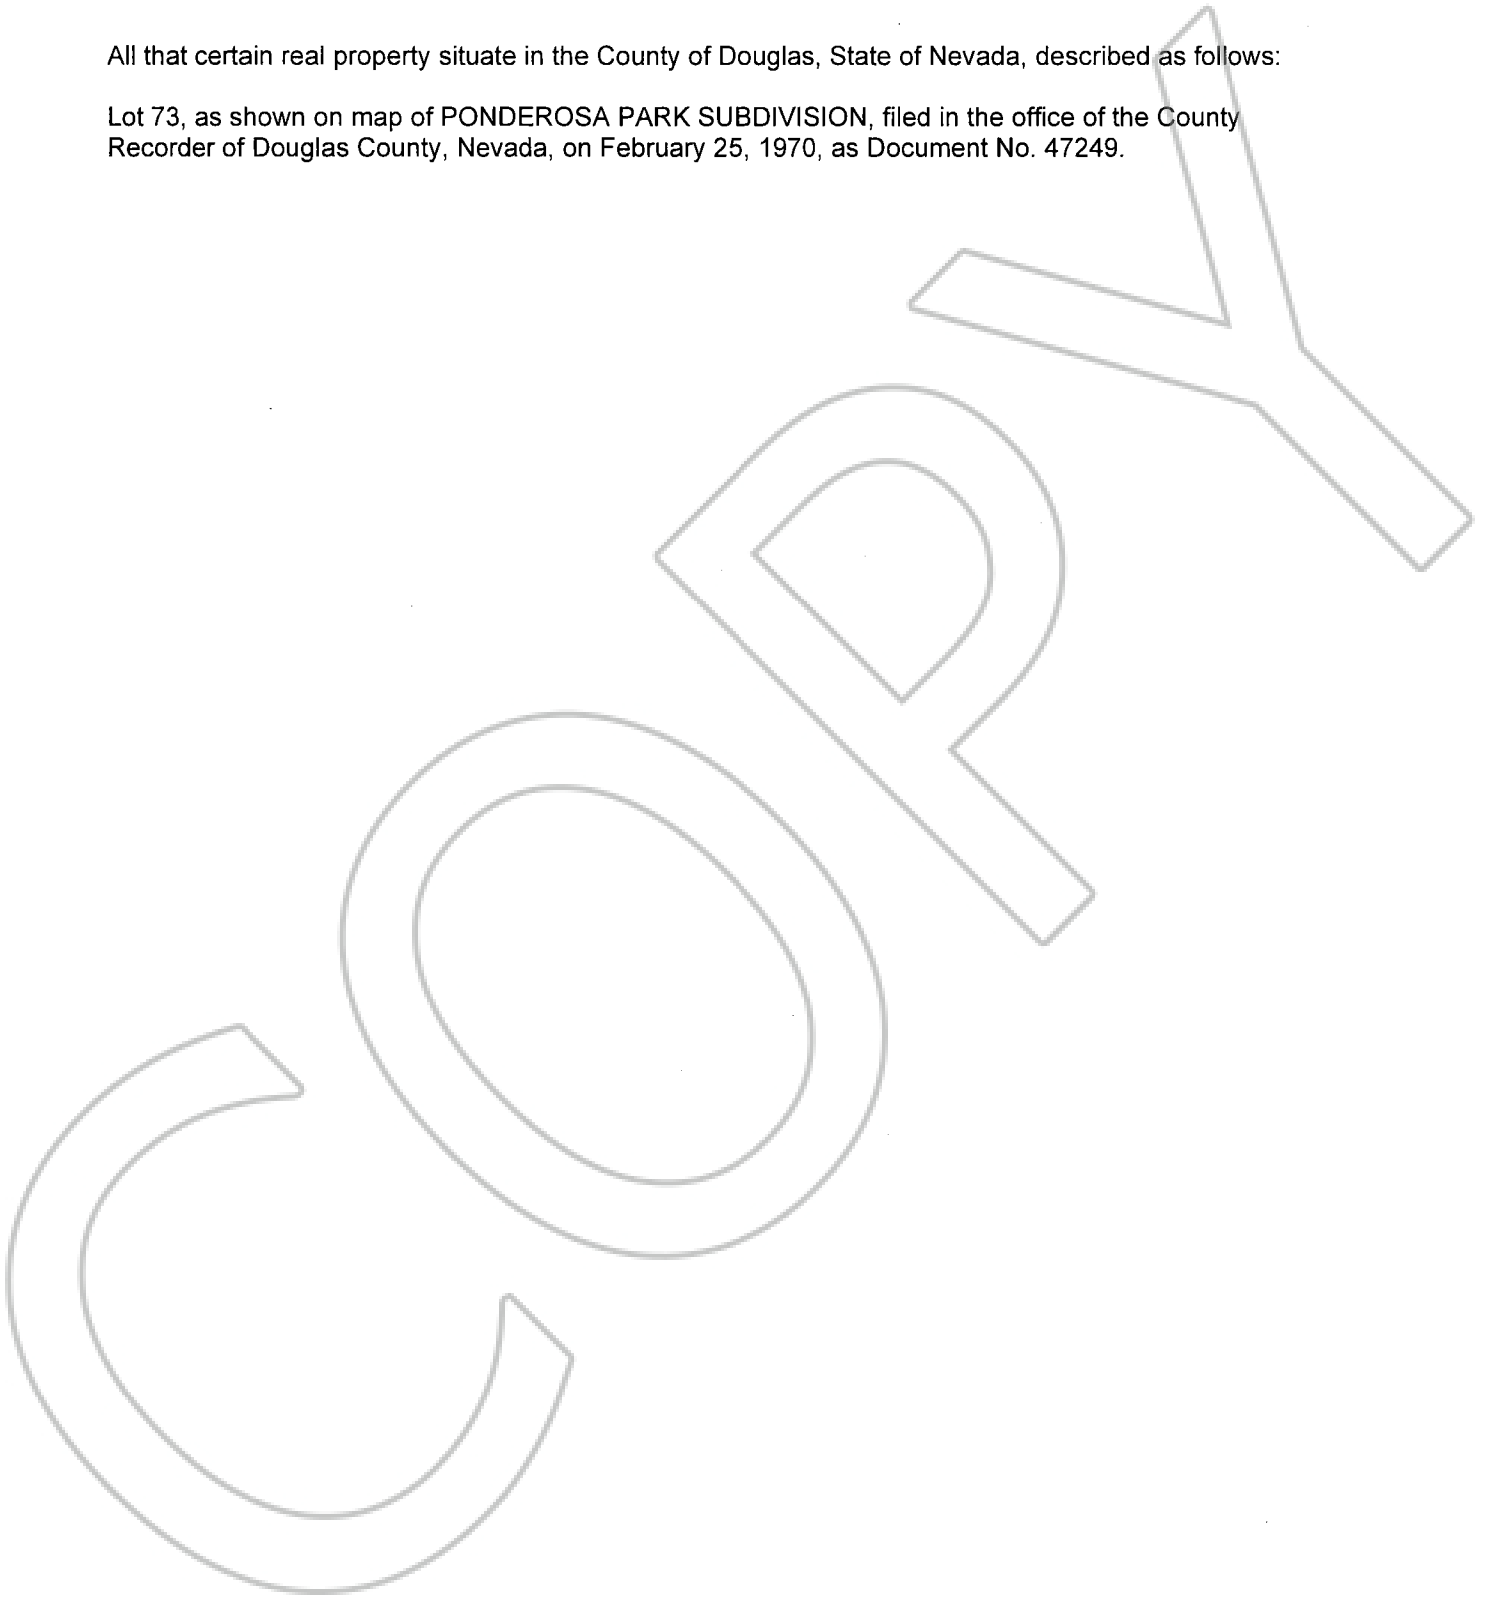 All that certain real property situate in the County of Douglas, State of Nevada, described as follows:
Lot 73, as shown on map of PONDEROSA PARK SUBDIVISION, filed in the office of the County
Recorder of Douglas County, Nevada, on February 25, 1970, as Document No. 47249.
COPY